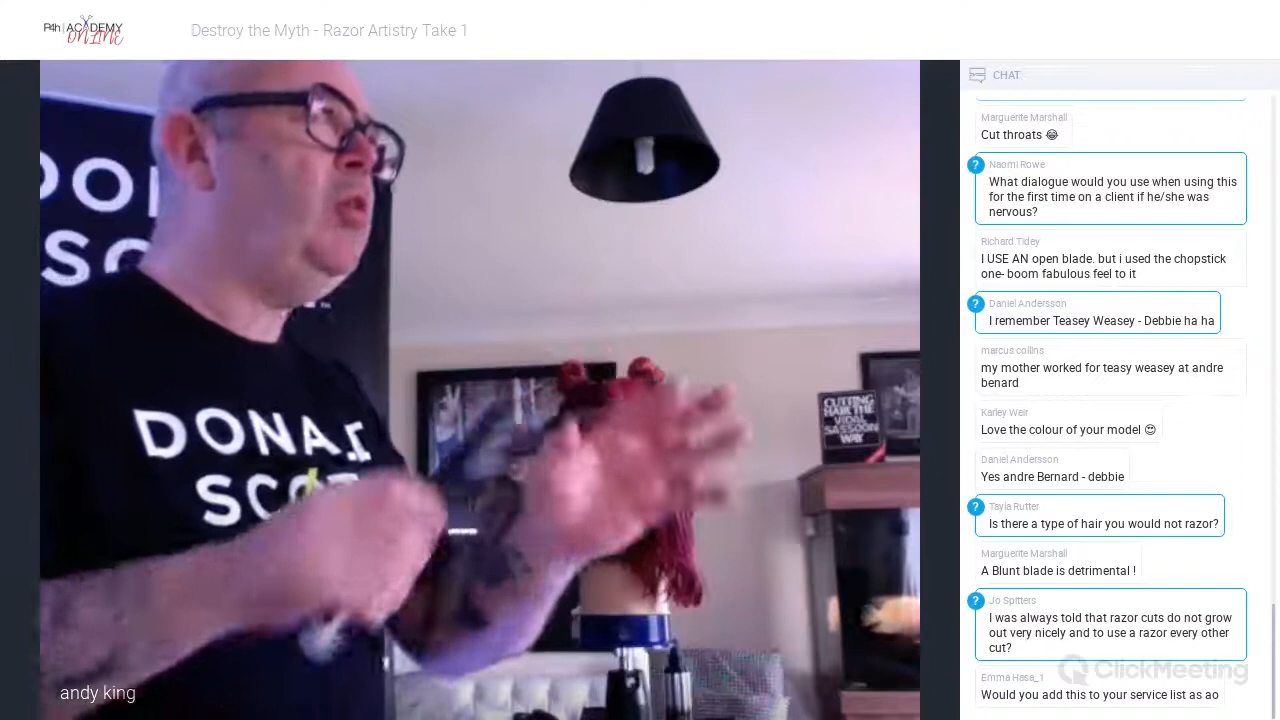 P4h | ACADEMY
ONLINE
Destroy the Myth - Razor Artistry Take 1
DONA
SCOT
CUTTING
HAIR THE
VIDAL
SASSOON
WAY
andy king
CHAT
Marguerite Marshall
Cut throats 😂
? Naomi Rowe
What dialogue would you use when using this
for the first time on a client if he/she was
nervous?
Richard Tidey
I USE AN open blade. but i used the chopstick
one- boom fabulous feel to it
? Daniel Andersson
I remember Teasey Weasey - Debbie ha ha
marcus collins
my mother worked for teasy weasey at andre
benard
Karley Weir
Love the colour of your model 😍
Daniel Andersson
Yes andre Bernard - debbie
? Tayla Rutter
Is there a type of hair you would not razor?
Marguerite Marshall
A Blunt blade is detrimental !
? Jo Spitters
I was always told that razor cuts do not grow
out very nicely and to use a razor every other
cut?
ClickMeeting
Emma Hasa_1
Would you add this to your service list as ao